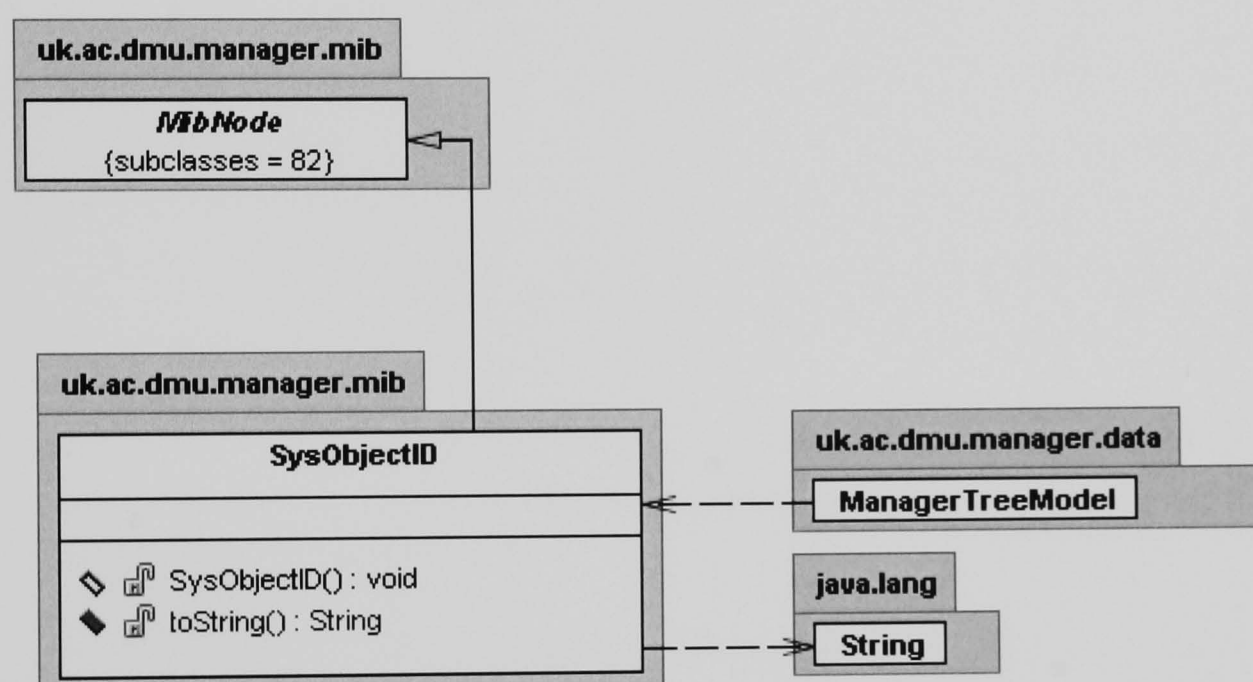 uk.ac.dmu.manager.mib
MibNode
{subclasses = 82}
uk.ac.dmu.manager.mib
SysObjectID
uk.ac.dmu.manager.data
ManagerTreeModel
SysObjectID() : void
toString() : String
java.lang
String